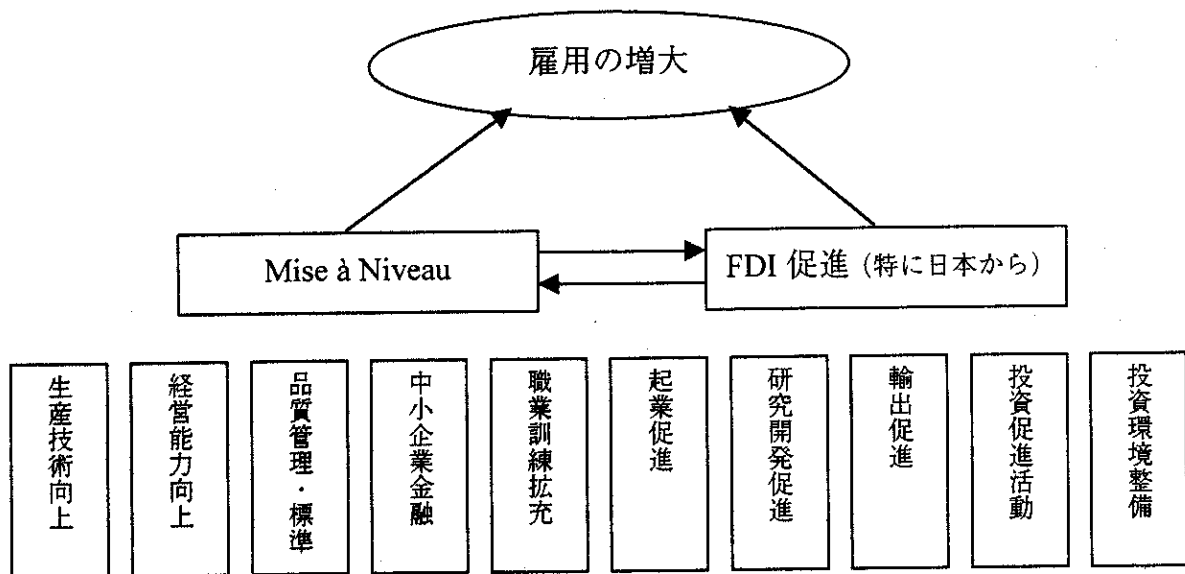 雇用の増大
Mise à Niveau
FDI 促進（特に日本から）
生産技術向上
経営能力向上
品質管理・標準
中小企業金融
職業訓練拡充
起業促進
研究開発促進
輸出促進
投資促進活動
投資環境整備